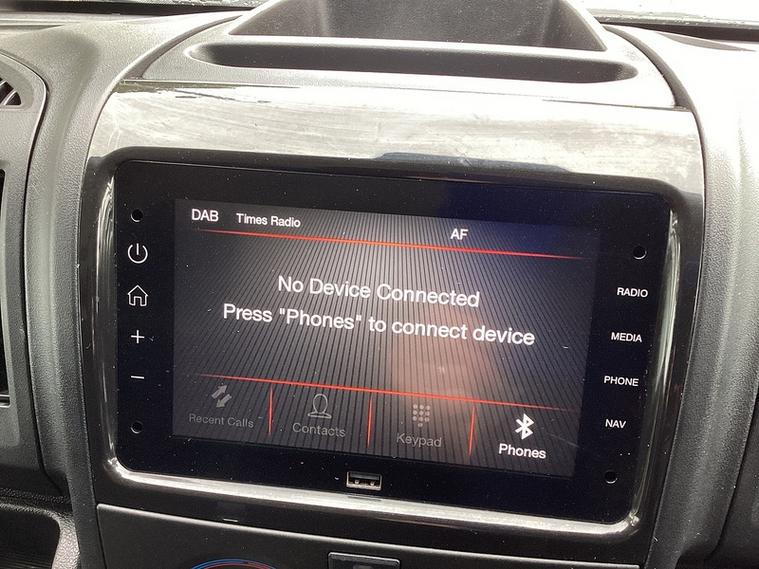 DAB Times Radio AF
No Device Connected
Press "Phones" to connect device
Recent Calls Contacts Keypad Phones
RADIO
MEDIA
PHONE
NAV